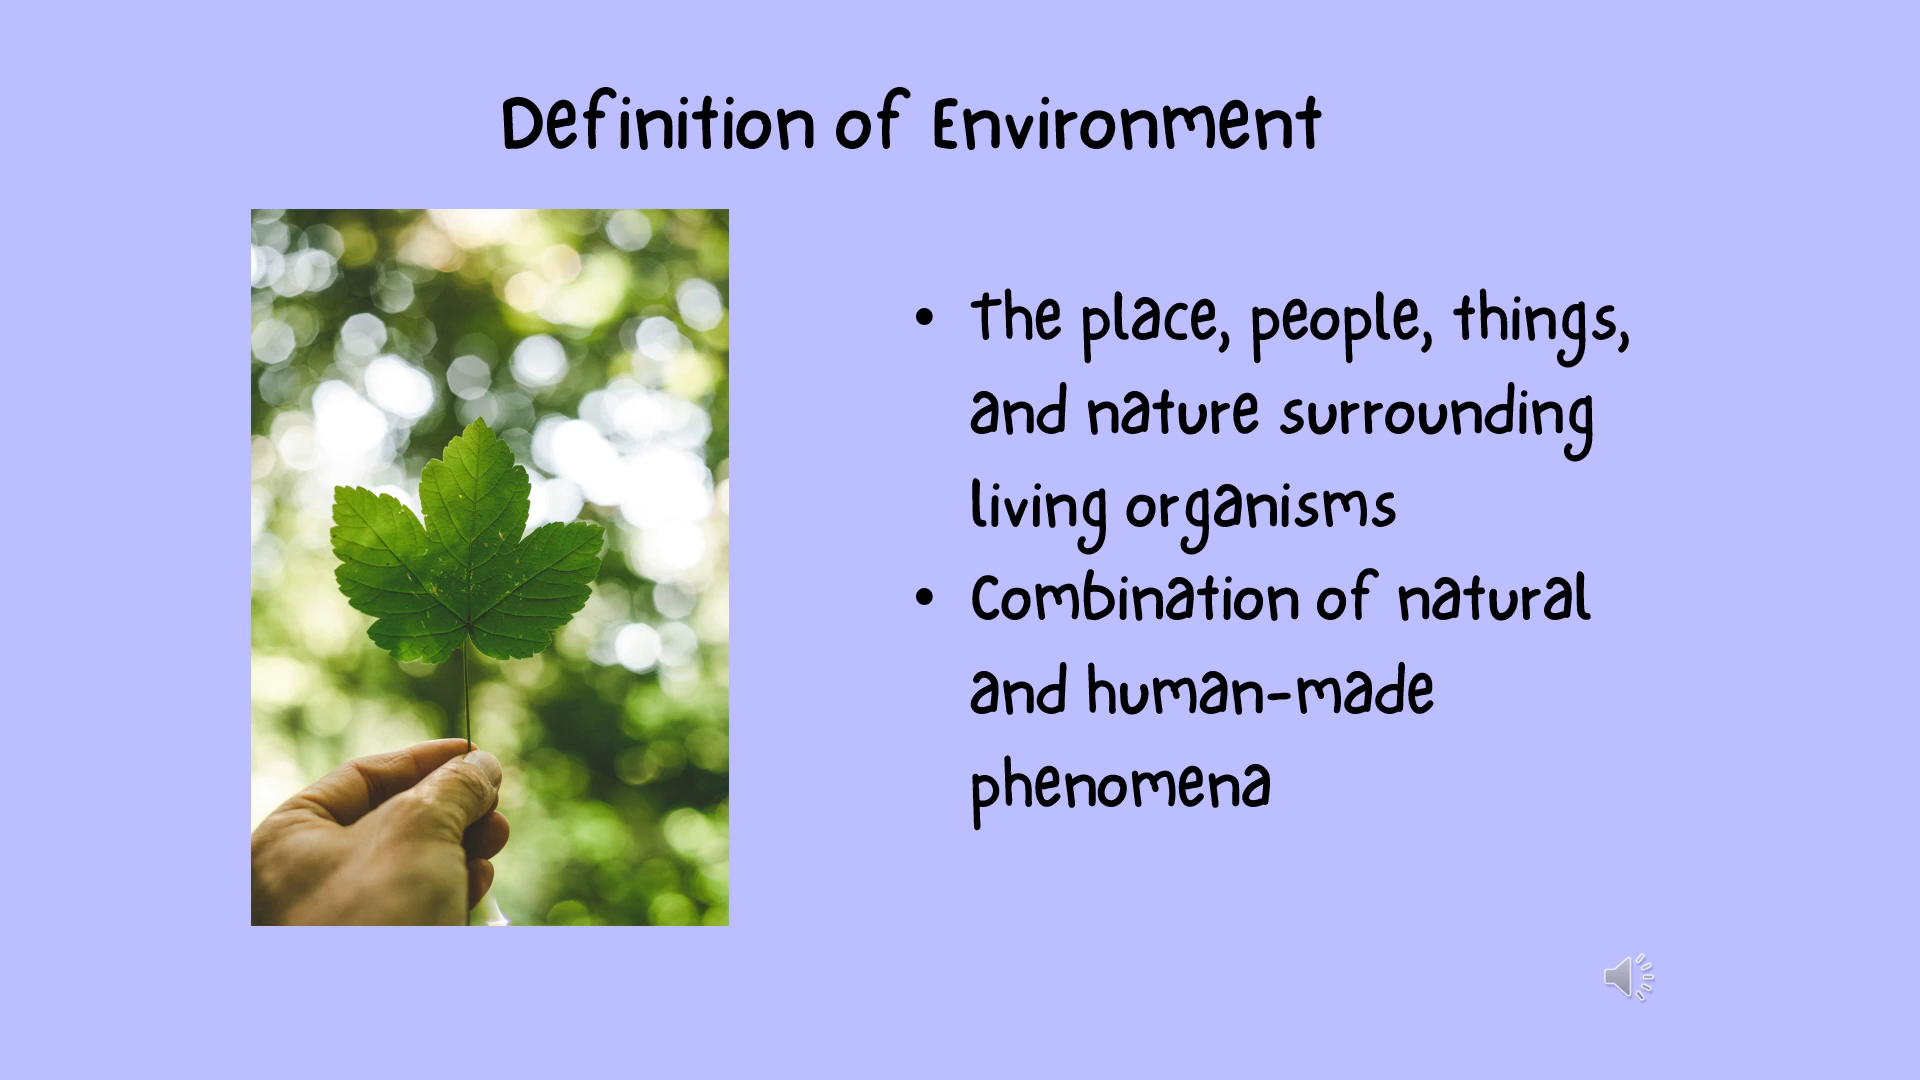 Definition of Environment
• The place, people, things,
and nature surrounding
living organisms
• Combination of natural
and human-made
phenomena